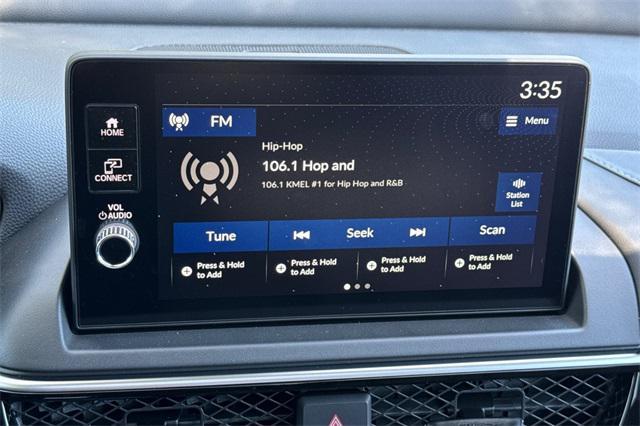 3:35
HOME
FM
Menu
Hip-Hop
106.1 Hop and
106.1 KMEL #1 for Hip Hop and R&B
CONNECT
Station
List
VOL
AUDIO
Tune
Seek
Scan
Press & Hold
to Add
Press & Hold
to Add
Press & Hold
to Add
Press & Hold
to Add